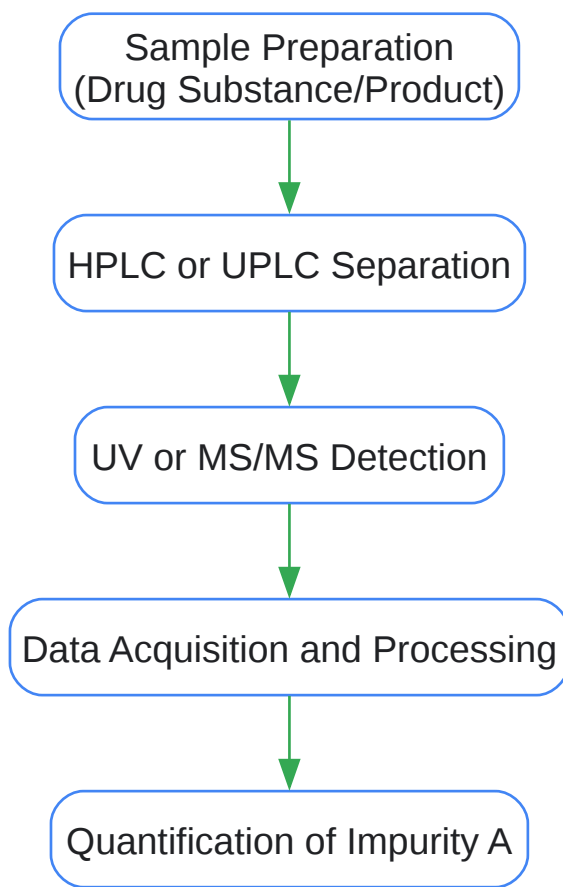 Sample Preparation
(Drug Substance/Product)
HPLC or UPLC Separation
UV or MS/MS Detection
Data Acquisition and Processing
Quantification of Impurity A